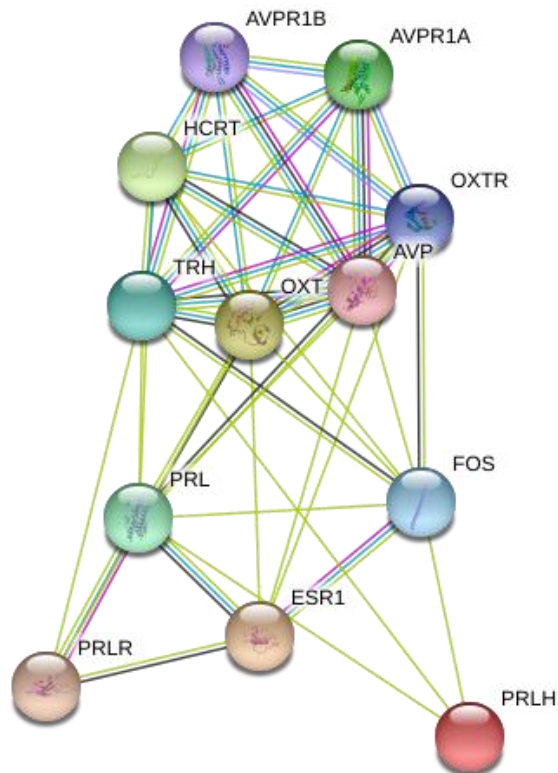 AVPR1B
AVPR1A
HCRT
OXTR
AVP
TRH
OXT
PRL
FOS
ESR1
PRLR
PRLH